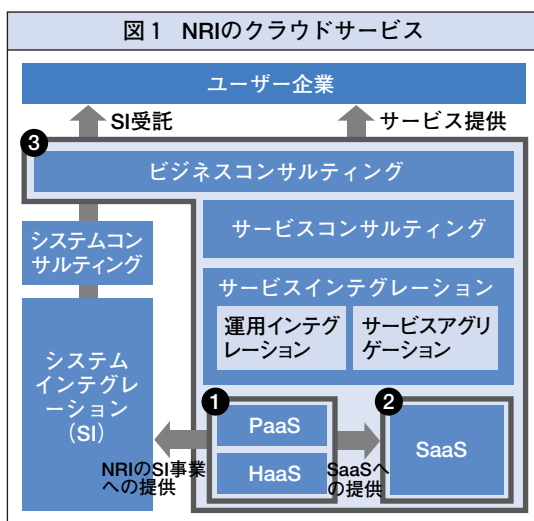 図1 NRIのクラウドサービス
ユーザー企業
SI受託
サービス提供
❸
ビジネスコンサルティング
システムコン
サルティング
サービスコンサルティング
サービスインテグレーション
運用インテグ
レーション
サービスアグリ
ゲーション
システム
インテグレ
ーション
（SI）
❶
PaaS
HaaS
❷
SaaS
NRIのSI事業
への提供
SaaSへ
の提供